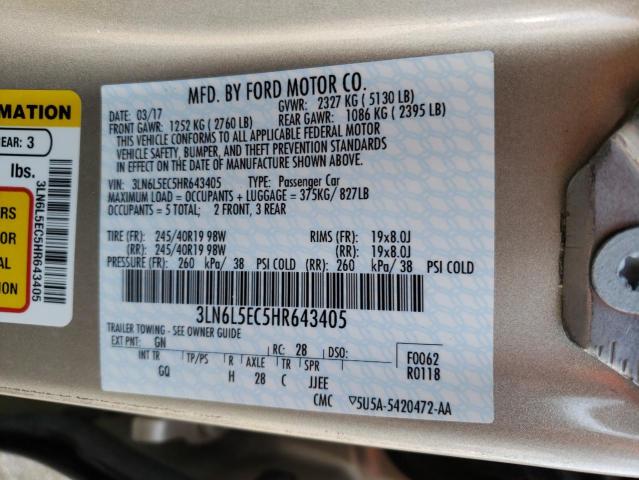 MFD. BY FORD MOTOR CO.
DATE: 03/17
GVWR: 2327 KG ( 5130 LB)
FRONT GAWR: 1252 KG ( 2760 LB)
REAR GAWR: 1086 KG ( 2395 LB)
THIS VEHICLE CONFORMS TO ALL APPLICABLE FEDERAL MOTOR
VEHICLE SAFETY, BUMPER, AND THEFT PREVENTION STANDARDS
IN EFFECT ON THE DATE OF MANUFACTURE SHOWN ABOVE.
VIN: 3LN6L5EC5HR643405 TYPE: Passenger Car
MAXIMUM LOAD = OCCUPANTS + LUGGAGE = 375KG/ 827LB
OCCUPANTS = 5 TOTAL; 2 FRONT, 3 REAR
TIRE (FR): 245/40R19 98W RIMS (FR): 19x8.0J
(RR): 245/40R19 98W (RR): 19x8.0J
PRESSURE (FR): 260 kPa/ 38 PSI COLD (RR): 260 kPa/ 38 PSI COLD
3LN6L5EC5HR643405
TRAILER TOWING - SEE OWNER GUIDE
EXT PNT: GN RC: 28 DSO:
INT TR TP/PS R AXLE TR SPR
GQ H 28 C JJEE
F0062
R0118
CMC ▽5U5A-5420472-AA
RMATION
EAR: 3
lbs.
RS
OR
AL
ION
3LN6L5EC5HR643405